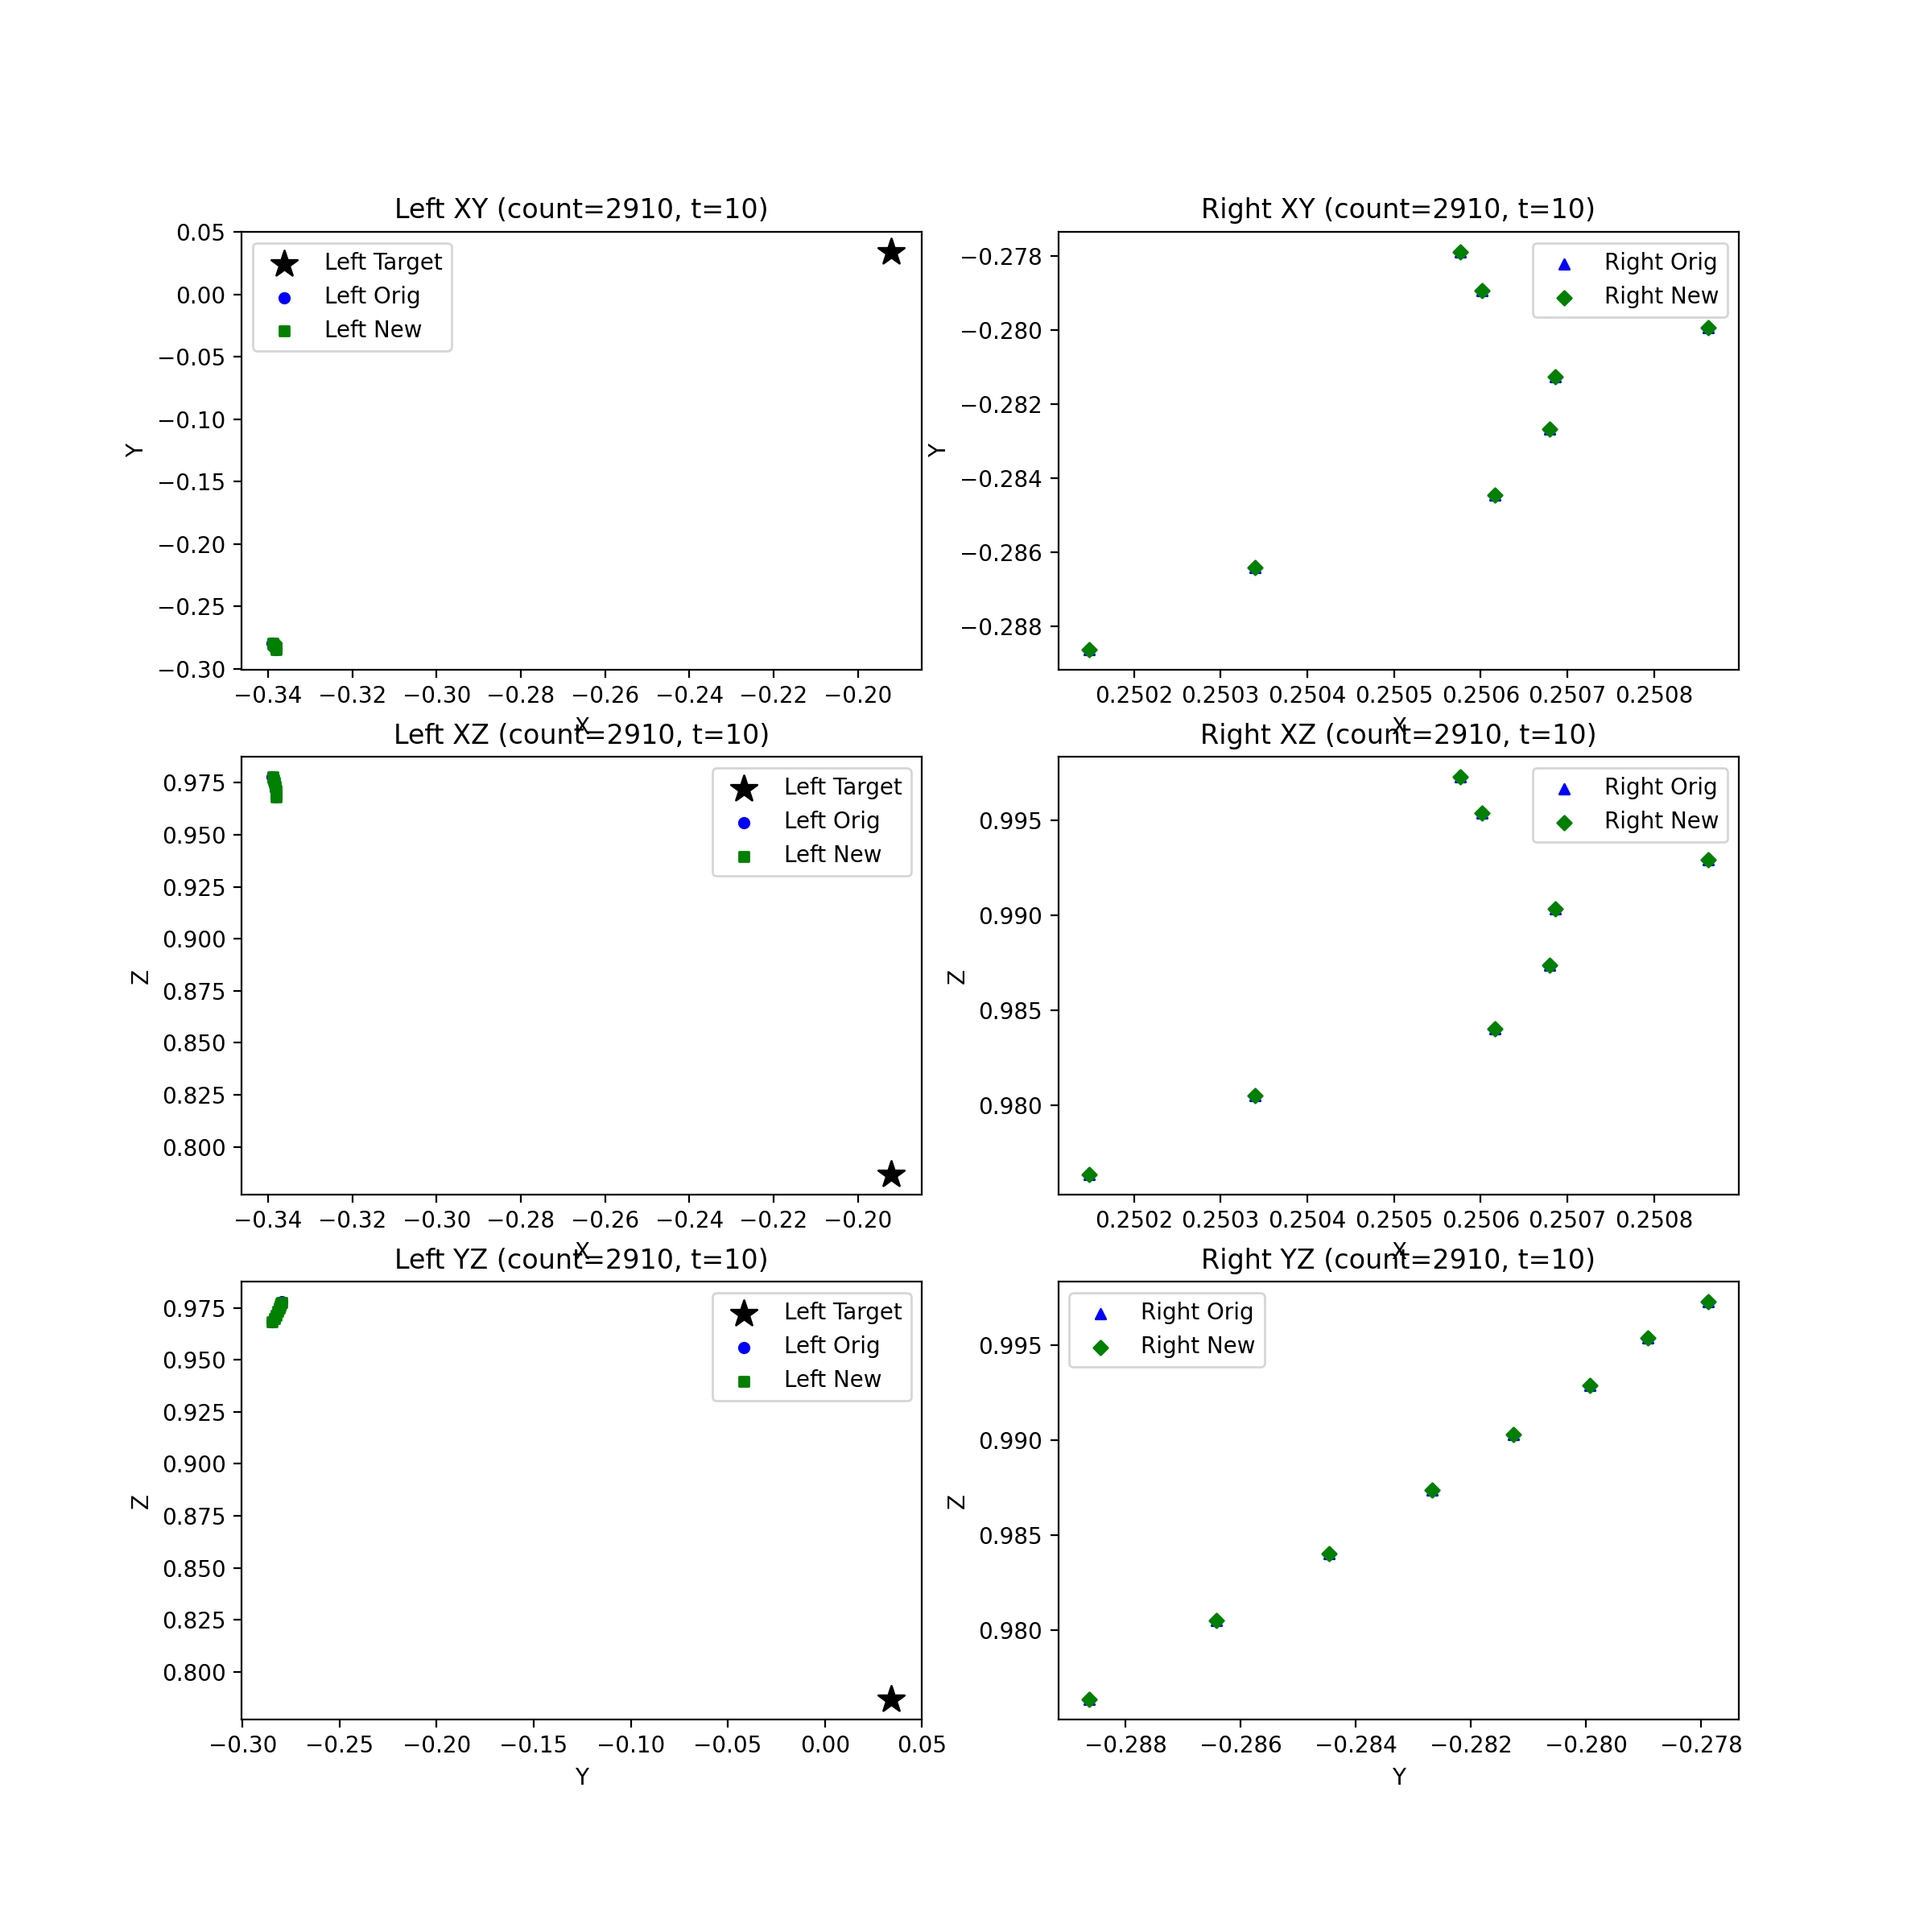 Left XY (count=2910, t=10)
0.05
0.00
−0.05
−0.10
−0.15
−0.20
−0.25
−0.30
Y
Left Target
Left Orig
Left New
−0.34 −0.32 −0.30 −0.28 −0.26 −0.24 −0.22 −0.20
X
Right XY (count=2910, t=10)
−0.278
−0.280
−0.282
−0.284
−0.286
−0.288
Y
Right Orig
Right New
0.2502 0.2503 0.2504 0.2505 0.2506 0.2507 0.2508
X
Left XZ (count=2910, t=10)
0.975
0.950
0.925
0.900
0.875
0.850
0.825
0.800
Z
Left Target
Left Orig
Left New
−0.34 −0.32 −0.30 −0.28 −0.26 −0.24 −0.22 −0.20
X
Right XZ (count=2910, t=10)
0.995
0.990
0.985
0.980
Z
Right Orig
Right New
0.2502 0.2503 0.2504 0.2505 0.2506 0.2507 0.2508
X
Left YZ (count=2910, t=10)
0.975
0.950
0.925
0.900
0.875
0.850
0.825
0.800
Z
Left Target
Left Orig
Left New
−0.30 −0.25 −0.20 −0.15 −0.10 −0.05 0.00 0.05
Y
Right YZ (count=2910, t=10)
0.995
0.990
0.985
0.980
Z
Right Orig
Right New
−0.288 −0.286 −0.284 −0.282 −0.280 −0.278
Y